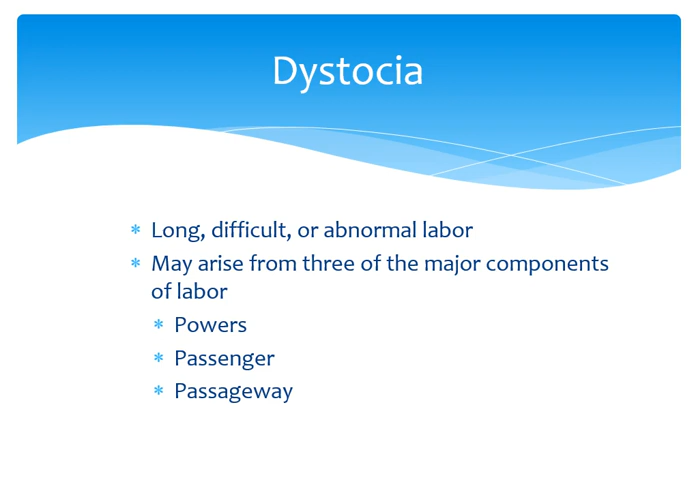 Dystocia
* Long, difficult, or abnormal labor
* May arise from three of the major components
of labor
* Powers
* Passenger
* Passageway